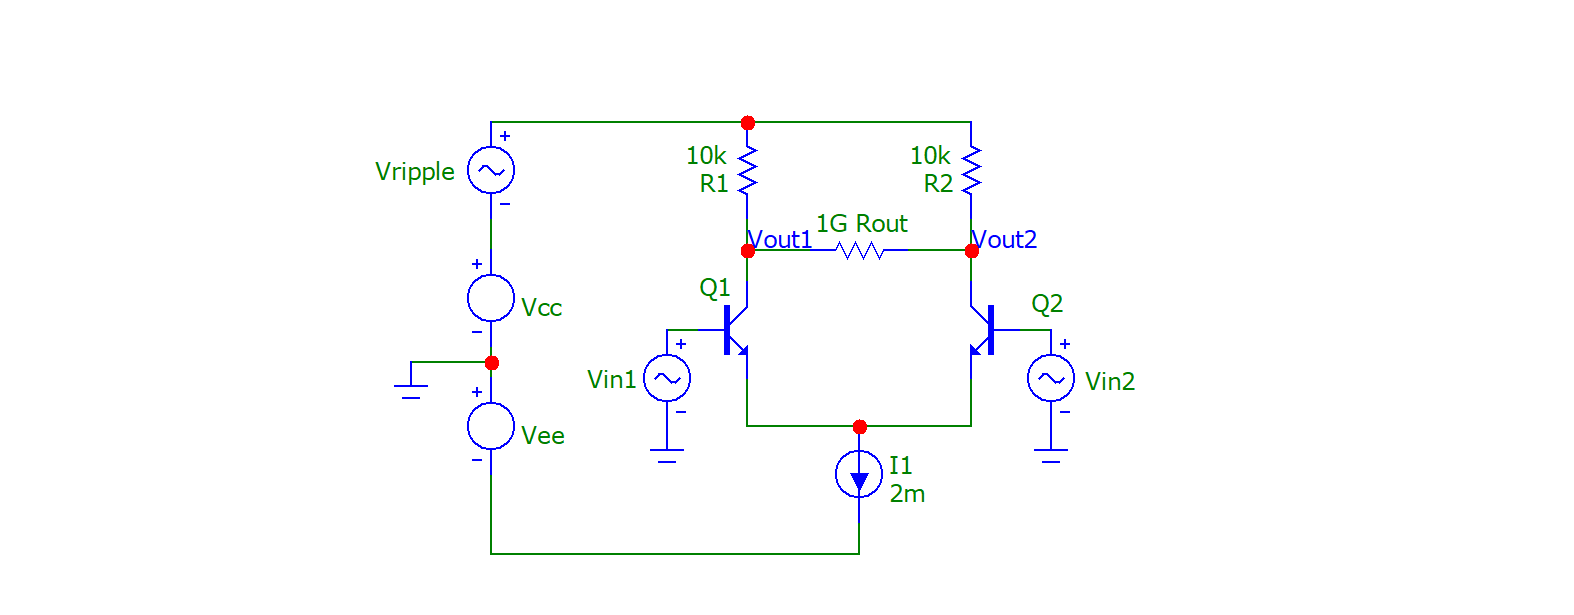 10k
R1
10k
R2
Vripple
1G Rout
Vout1
Vout2
Q1
Q2
Vcc
Vin1
Vin2
Vee
I1
2m